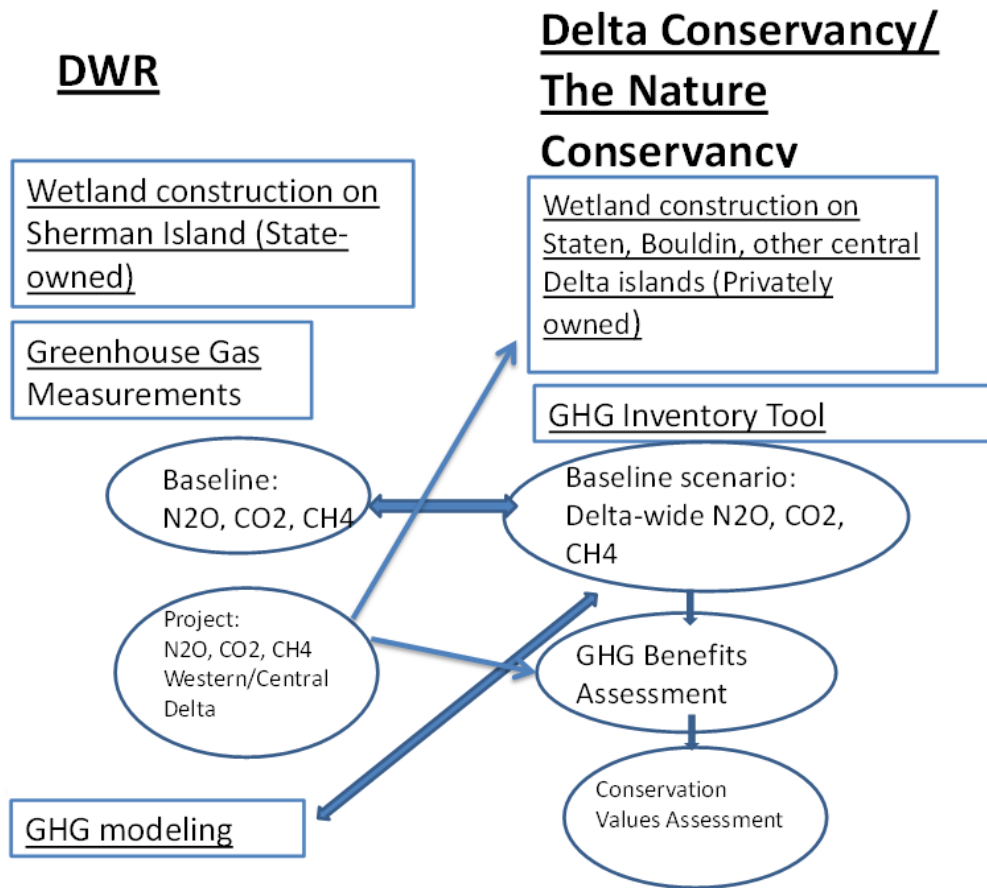 DWR
Wetland construction on
Sherman Island (State-
owned)
Greenhouse Gas
Measurements
Baseline:
N2O, CO2, CH4
Project:
N2O, CO2, CH4
Western/Central
Delta
GHG modeling
Delta Conservancy/
The Nature
Conservancy
Wetland construction on
Staten, Bouldin, other central
Delta islands (Privately
owned)
GHG Inventory Tool
Baseline scenario:
Delta-wide N2O, CO2,
CH4
GHG Benefits
Assessment
Conservation
Values Assessment